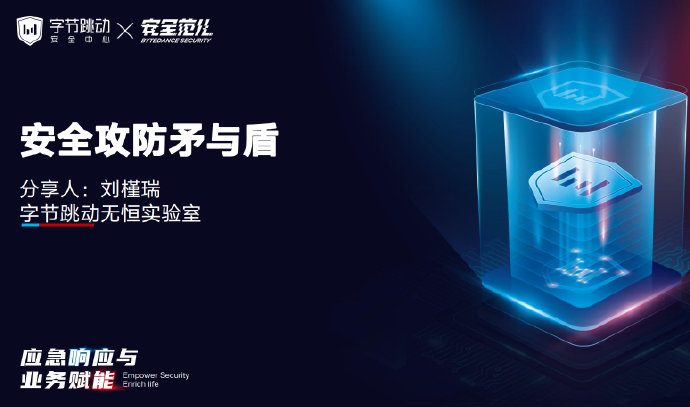 字节跳动
安全中心
安全范儿
BYTEDANCE SECURITY
安全攻防矛与盾
分享人：刘槿瑞
字节跳动无恒实验室
应急响应与
业务赋能
Empower Security
Enrich life